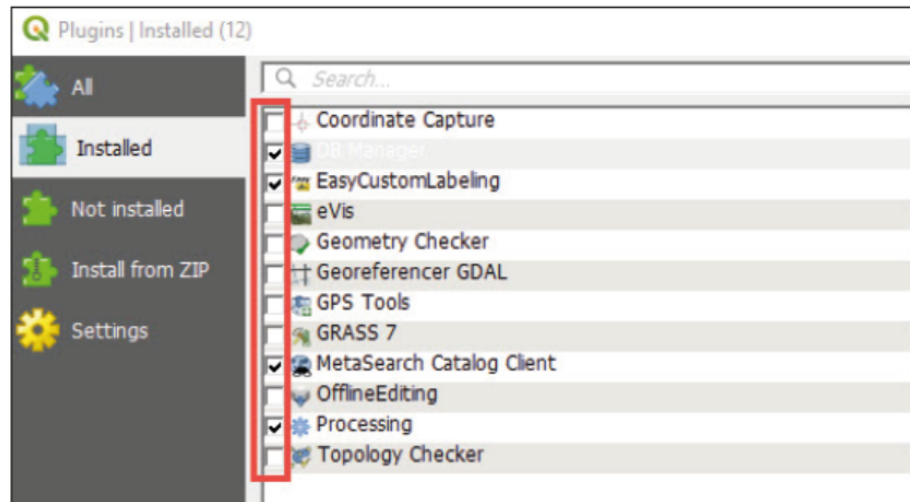 Plugins | Installed (12)
All
Installed
Not installed
Install from ZIP
Settings
Search...
Coordinate Capture
DB Manager
EasyCustomLabeling
eVis
Geometry Checker
Georeferencer GDAL
GPS Tools
GRASS 7
MetaSearch Catalog Client
OfflineEditing
Processing
Topology Checker